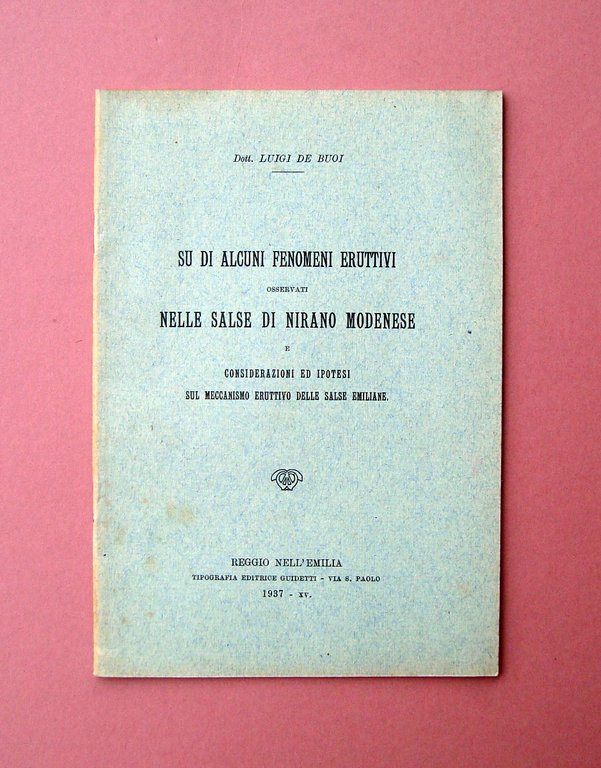 Dott. LUIGI DE BUOI
SU DI ALCUNI FENOMENI ERUTTIVI
OSSERVATI
NELLE SALSE DI NIRANO MODENESE
E
CONSIDERAZIONI ED IPOTESI
SUL MECCANISMO ERUTTIVO DELLE SALSE EMILIANE.
REGGIO NELL'EMILIA
TIPOGRAFIA EDITRICE GUIDETTI - VIA S. PAOLO
1937 - XV.